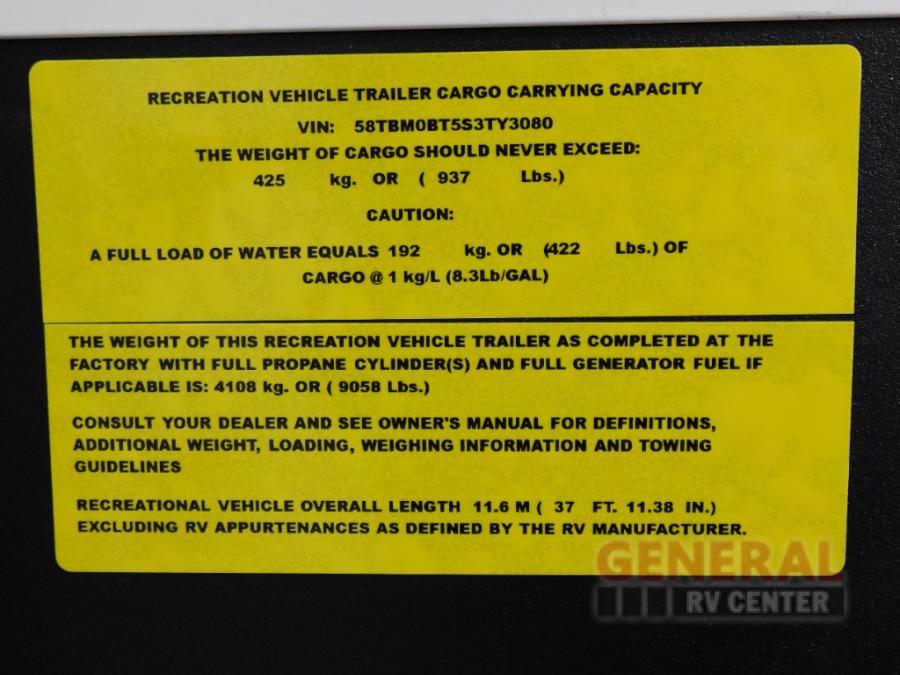 RECREATION VEHICLE TRAILER CARGO CARRYING CAPACITY
VIN: 58TBM0BT5S3TY3080
THE WEIGHT OF CARGO SHOULD NEVER EXCEED:
425 kg. OR ( 937 Lbs.)
CAUTION:
A FULL LOAD OF WATER EQUALS 192 kg. OR (422 Lbs.) OF
CARGO @ 1 kg/L (8.3Lb/GAL)
THE WEIGHT OF THIS RECREATION VEHICLE TRAILER AS COMPLETED AT THE
FACTORY WITH FULL PROPANE CYLINDER(S) AND FULL GENERATOR FUEL IF
APPLICABLE IS: 4108 kg. OR ( 9058 Lbs.)
CONSULT YOUR DEALER AND SEE OWNER'S MANUAL FOR DEFINITIONS,
ADDITIONAL WEIGHT, LOADING, WEIGHING INFORMATION AND TOWING
GUIDELINES
RECREATIONAL VEHICLE OVERALL LENGTH 11.6 M ( 37 FT. 11.38 IN.)
EXCLUDING RV APPURTENANCES AS DEFINED BY THE RV MANUFACTURER.
GENERAL
RV CENTER